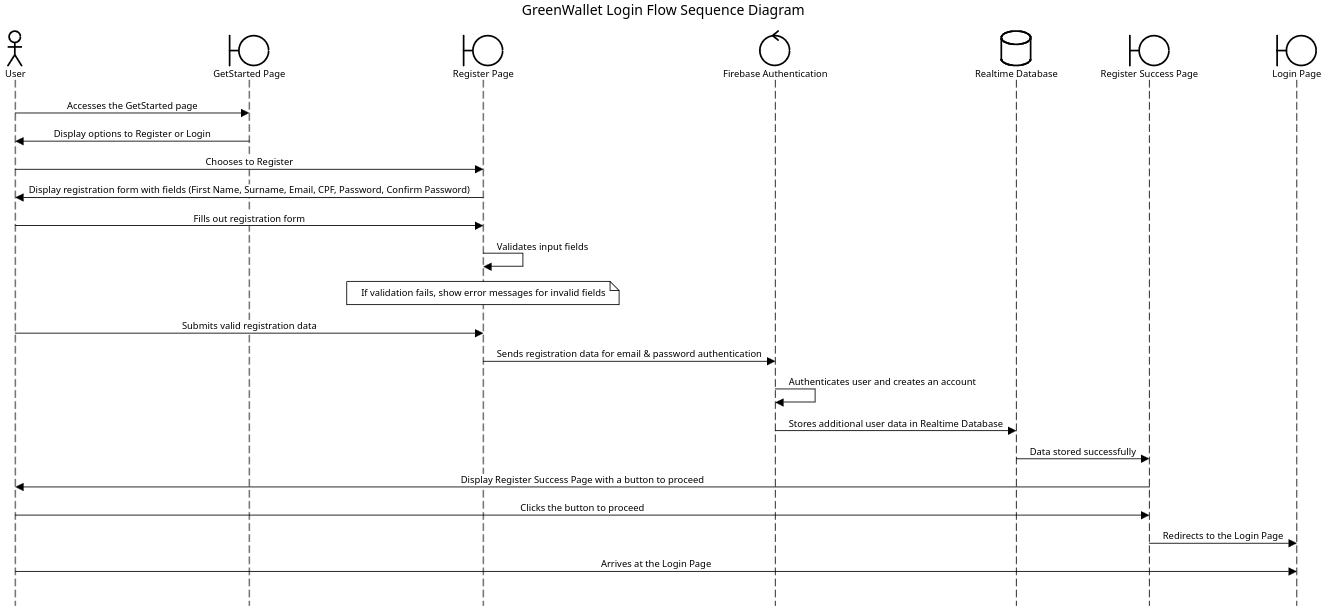 GreenWallet Login Flow Sequence Diagram
User
GetStarted Page
Register Page
Firebase Authentication
Realtime Database
Register Success Page
Login Page
Accesses the GetStarted page
Display options to Register or Login
Chooses to Register
Display registration form with fields (First Name, Surname, Email, CPF, Password, Confirm Password)
Fills out registration form
Validates input fields
If validation fails, show error messages for invalid fields
Submits valid registration data
Sends registration data for email & password authentication
Authenticates user and creates an account
Stores additional user data in Realtime Database
Data stored successfully
Display Register Success Page with a button to proceed
Clicks the button to proceed
Redirects to the Login Page
Arrives at the Login Page